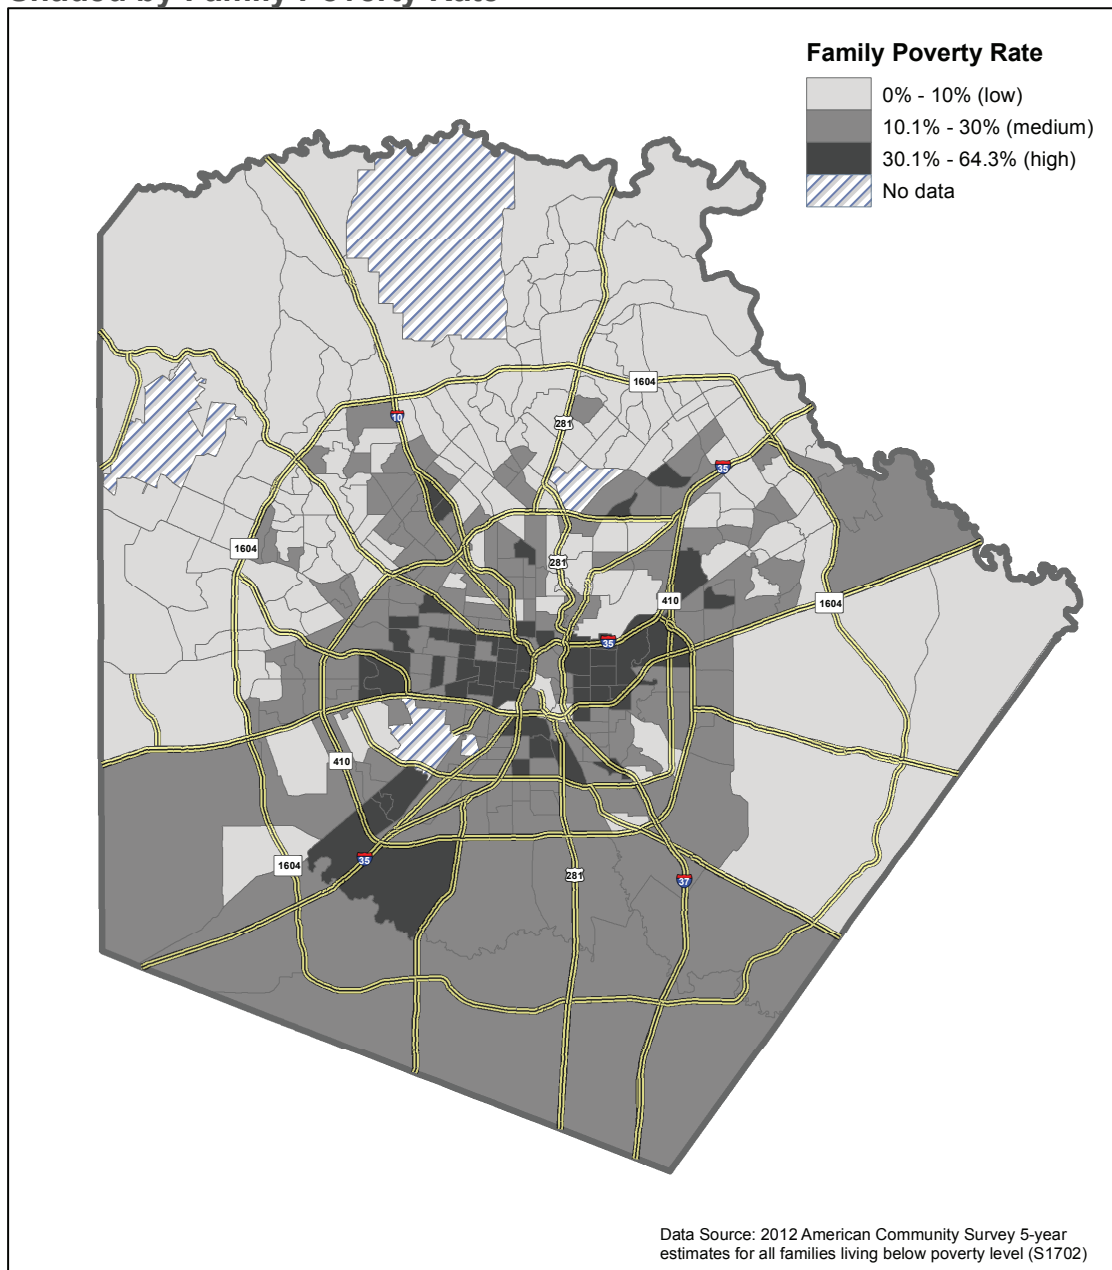 Shaded by Family Poverty Rate
Family Poverty Rate
0% - 10% (low)
10.1% - 30% (medium)
30.1% - 64.3% (high)
No data
1604
10
281
35
1604
281
410
1604
35
410
1604
35
281
37
Data Source: 2012 American Community Survey 5-year
estimates for all families living below poverty level (S1702)